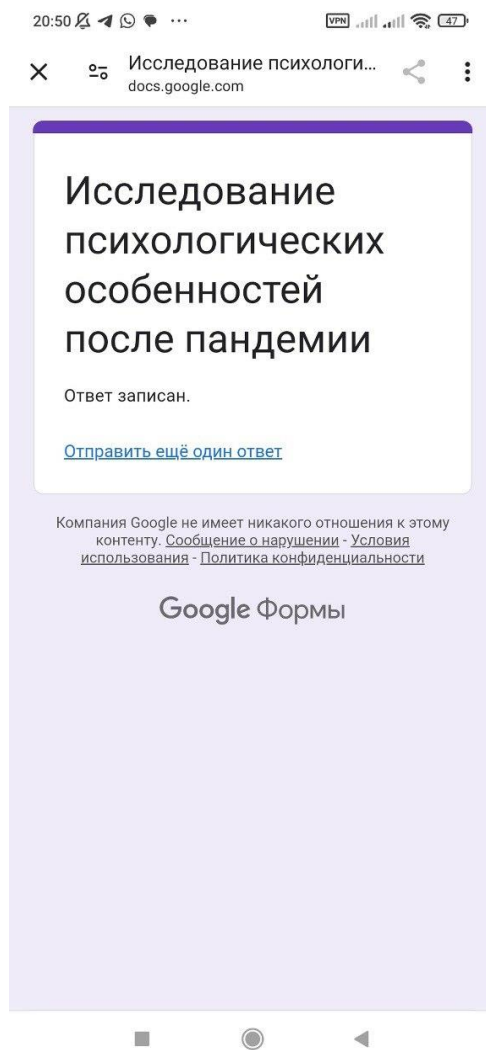 20:50
VPN
47
Исследование психологи...
docs.google.com
Исследование
психологических
особенностей
после пандемии
Ответ записан.
Отправить ещё один ответ
Компания Google не имеет никакого отношения к этому
контенту. Сообщение о нарушении - Условия
использования - Политика конфиденциальности
Google Формы